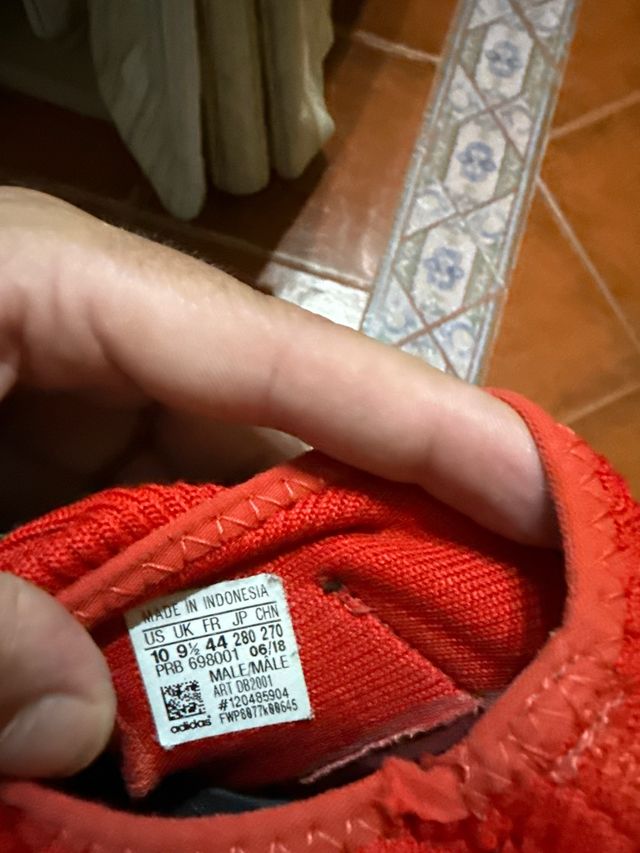 MADE IN INDONESIA
US UK FR JP CHN
10 9½ 44 280 270
PRB 698001 06/18
MALE/MALE
ART DB2001
#120485904
adidas FWP6077k00645